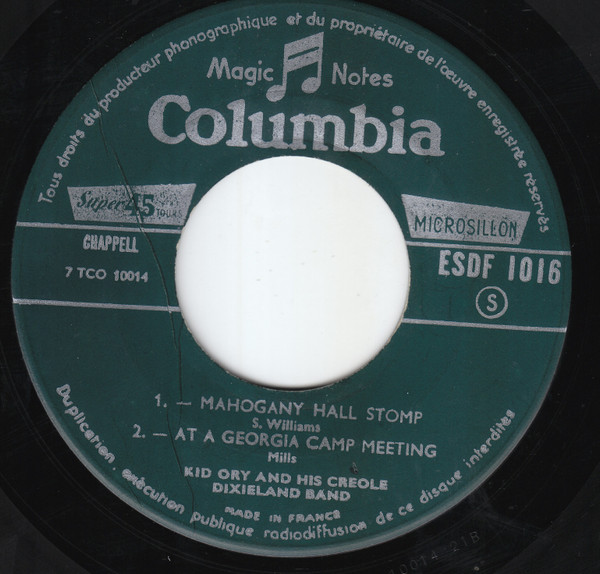 Tous droits du producteur phonographique et du propriétaire de l'œuvre enregistrée réservés
Magic Notes
Columbia
Super 45 TOURS
MICROSILLON
CHAPPELL
7 TCO 10014
ESDF 1016
S
1. — MAHOGANY HALL STOMP
S. Williams
2. — AT A GEORGIA CAMP MEETING
Mills
KID ORY AND HIS CREOLE
DIXIELAND BAND
MADE IN FRANCE
Duplication, exécution publique radiodiffusion de ce disque interdites
10014 21B